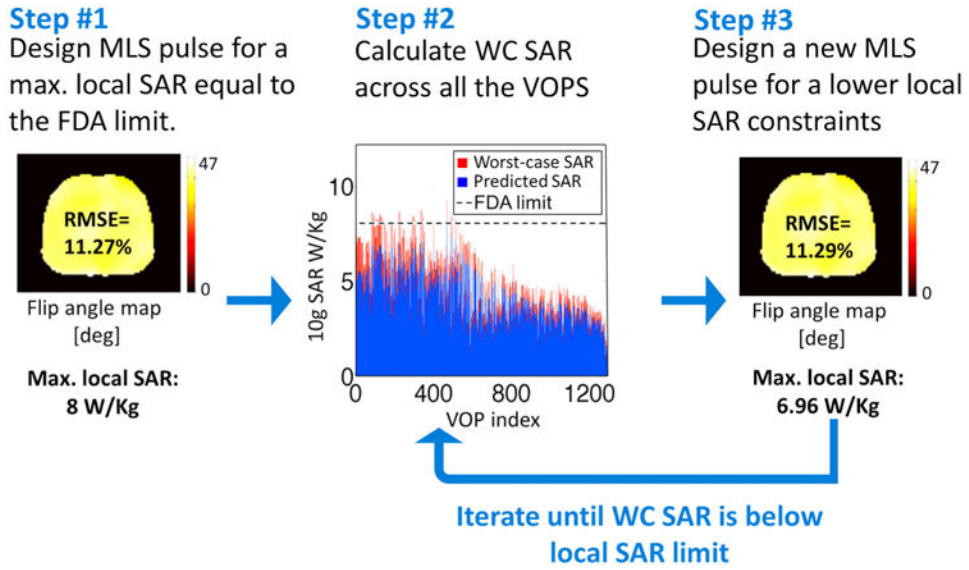 Step #1
Design MLS pulse for a
max. local SAR equal to
the FDA limit.
47
RMSE=
11.27%
0
Flip angle map
[deg]
Max. local SAR:
8 W/Kg
Step #2
Calculate WC SAR
across all the VOPS
Worst-case SAR
Predicted SAR
FDA limit
10g SAR W/Kg
10
5
0
0
400
800
1200
VOP index
Step #3
Design a new MLS
pulse for a lower local
SAR constraints
47
RMSE=
11.29%
0
Flip angle map
[deg]
Max. local SAR:
6.96 W/Kg
Iterate until WC SAR is below
local SAR limit